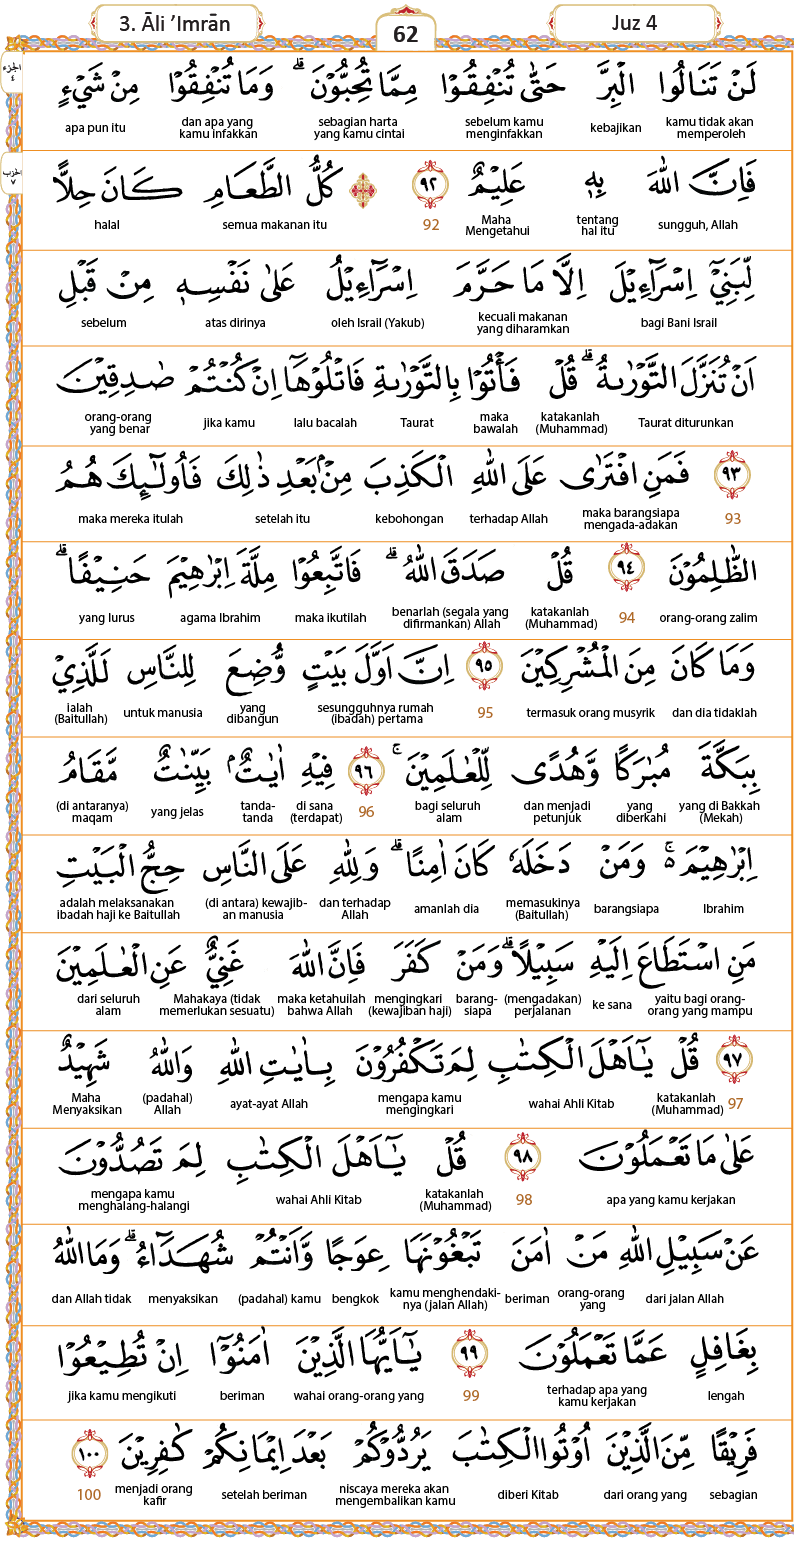 3. Āli ’Imrān
62
Juz 4
الجزء
٤
الحزب
٧
لَنْ تَنَالُوا الْبِرَّ حَتّٰى تُنْفِقُوْا مِمَّا تُحِبُّوْنَ ۗ وَمَا تُنْفِقُوْا مِنْ شَيْءٍ
kamu tidak akan memperoleh kebajikan sebelum kamu menginfakkan sebagian harta yang kamu cintai dan apa yang kamu infakkan apa pun itu
فَاِنَّ اللّٰهَ بِهٖ عَلِيْمٌ ٩٢ كُلُّ الطَّعَامِ كَانَ حِلًّا
sungguh, Allah tentang hal itu Maha Mengetahui 92 semua makanan itu halal
لِّبَنِيْٓ اِسْرَاۤءِيْلَ اِلَّا مَا حَرَّمَ اِسْرَاۤءِيْلُ عَلٰى نَفْسِهٖ مِنْ قَبْلِ
bagi Bani Israil kecuali makanan yang diharamkan oleh Israil (Yakub) atas dirinya sebelum
اَنْ تُنَزَّلَ التَّوْرٰىةُ ۗ قُلْ فَأْتُوْا بِالتَّوْرٰىةِ فَاتْلُوْهَآ اِنْ كُنْتُمْ صٰدِقِيْنَ
Taurat diturunkan katakanlah (Muhammad) maka bawalah Taurat lalu bacalah jika kamu orang-orang yang benar
٩٣ فَمَنِ افْتَرٰى عَلَى اللّٰهِ الْكَذِبَ مِنْۢ بَعْدِ ذٰلِكَ فَاُولٰۤىِٕكَ هُمُ
93 maka barangsiapa mengada-adakan terhadap Allah kebohongan setelah itu maka mereka itulah
الظّٰلِمُوْنَ ٩٤ قُلْ صَدَقَ اللّٰهُ ۗ فَاتَّبِعُوْا مِلَّةَ اِبْرٰهِيْمَ حَنِيْفًا ۗ
orang-orang zalim 94 katakanlah (Muhammad) benarlah (segala yang difirmankan) Allah maka ikutilah agama Ibrahim yang lurus
وَمَا كَانَ مِنَ الْمُشْرِكِيْنَ ٩٥ اِنَّ اَوَّلَ بَيْتٍ وُّضِعَ لِلنَّاسِ لَلَّذِيْ
dan dia tidaklah termasuk orang musyrik 95 sesungguhnya rumah (ibadah) pertama yang dibangun untuk manusia ialah (Baitullah)
بِبَكَّةَ مُبٰرَكًا وَّهُدًى لِّلْعٰلَمِيْنَ ۚ ٩٦ فِيْهِ اٰيٰتٌۢ بَيِّنٰتٌ مَّقَامُ
yang di Bakkah (Mekah) yang diberkahi dan menjadi petunjuk bagi seluruh alam 96 di sana (terdapat) tanda-tanda yang jelas (di antaranya) maqam
اِبْرٰهِيْمَ ەۚ وَمَنْ دَخَلَهٗ كَانَ اٰمِنًا ۗ وَلِلّٰهِ عَلَى النَّاسِ حِجُّ الْبَيْتِ
Ibrahim barangsiapa memasukinya (Baitullah) amanlah dia dan terhadap Allah (di antara) kewajib-an manusia adalah melaksanakan ibadah haji ke Baitullah
مَنِ اسْتَطَاعَ اِلَيْهِ سَبِيْلًا ۗ وَمَنْ كَفَرَ فَاِنَّ اللّٰهَ غَنِيٌّ عَنِ الْعٰلَمِيْنَ
yaitu bagi orang-orang yang mampu ke sana (mengadakan) perjalanan barang-siapa mengingkari (kewajiban haji) maka ketahuilah bahwa Allah Mahakaya (tidak memerlukan sesuatu) dari seluruh alam
٩٧ قُلْ يٰٓاَهْلَ الْكِتٰبِ لِمَ تَكْفُرُوْنَ بِاٰيٰتِ اللّٰهِ وَاللّٰهُ شَهِيْدٌ
97 katakanlah (Muhammad) wahai Ahli Kitab mengapa kamu mengingkari ayat-ayat Allah (padahal) Allah Maha Menyaksikan
عَلٰى مَا تَعْمَلُوْنَ ٩٨ قُلْ يٰٓاَهْلَ الْكِتٰبِ لِمَ تَصُدُّوْنَ
apa yang kamu kerjakan 98 katakanlah (Muhammad) wahai Ahli Kitab mengapa kamu menghalang-halangi
عَنْ سَبِيْلِ اللّٰهِ مَنْ اٰمَنَ تَبْغُوْنَهَا عِوَجًا وَّاَنْتُمْ شُهَدَاۤءُ ۗ وَمَا اللّٰهُ
dari jalan Allah orang-orang yang beriman kamu menghendaki-nya (jalan Allah) bengkok (padahal) kamu menyaksikan dan Allah tidak
بِغَافِلٍ عَمَّا تَعْمَلُوْنَ ٩٩ يٰٓاَيُّهَا الَّذِيْنَ اٰمَنُوْٓا اِنْ تُطِيْعُوْا
lengah terhadap apa yang kamu kerjakan 99 wahai orang-orang yang beriman jika kamu mengikuti
فَرِيْقًا مِّنَ الَّذِيْنَ اُوْتُوا الْكِتٰبَ يَرُدُّوْكُمْ بَعْدَ اِيْمَانِكُمْ كٰفِرِيْنَ ١٠٠
sebagian dari orang yang diberi Kitab niscaya mereka akan mengembalikan kamu setelah beriman menjadi orang kafir 100